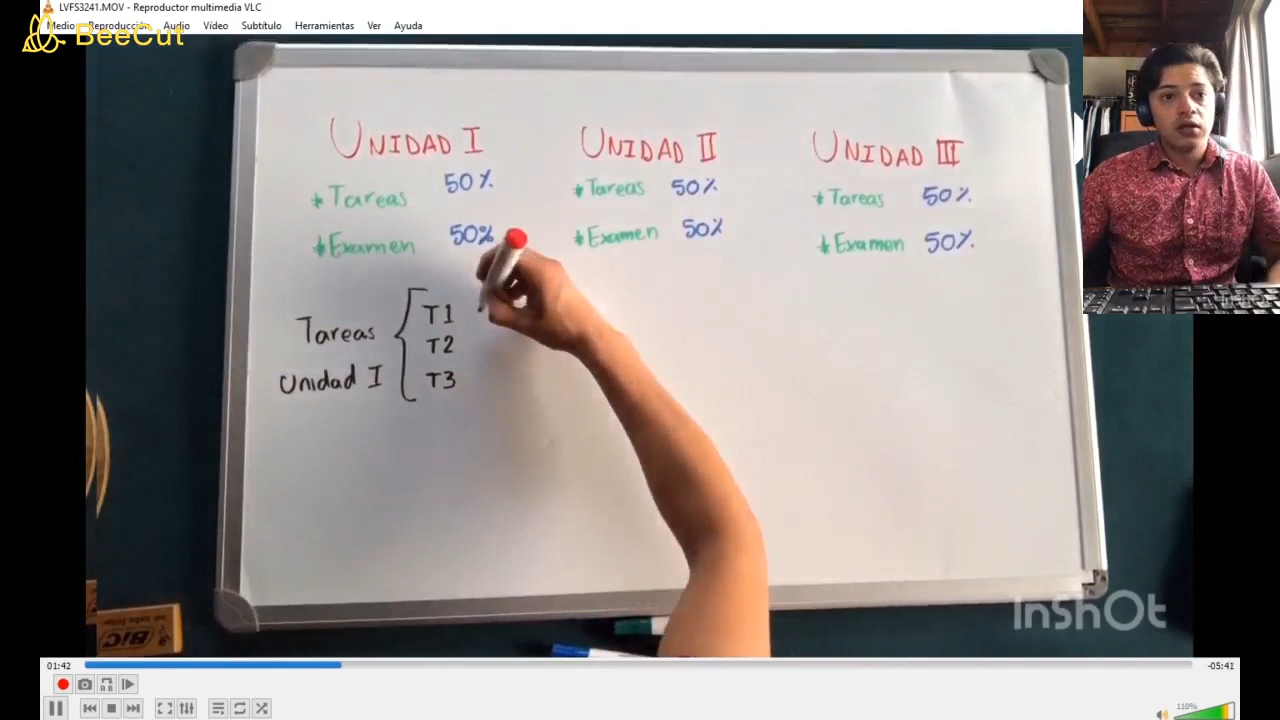 LVFS3241.MOV - Reproductor multimedia VLC
Medio Reproducción Audio Vídeo Subtítulo Herramientas Ver Ayuda
BeeCut
UNIDAD I
* Tareas 50%
* Examen 50%
UNIDAD II
* Tareas 50%
* Examen 50%
UNIDAD III
* Tareas 50%
* Examen 50%
Tareas
Unidad I
T1
T2
T3
BIC
InShOt
01:42
-05:41
110%